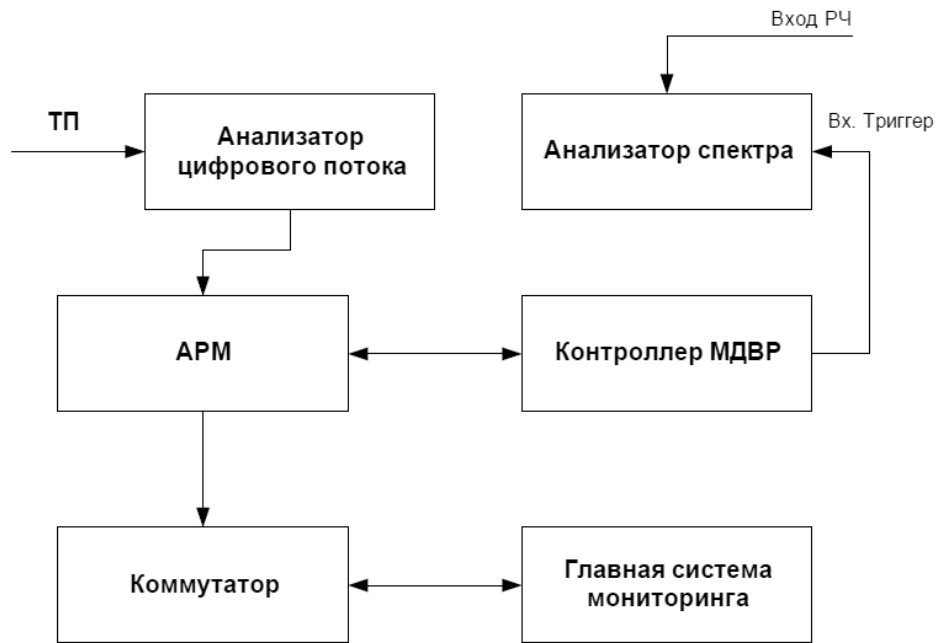 Вход РЧ
ТП
Анализатор
цифрового потока
Анализатор спектра
Вх. Триггер
АРМ
Контроллер МДВР
Коммутатор
Главная система
мониторинга